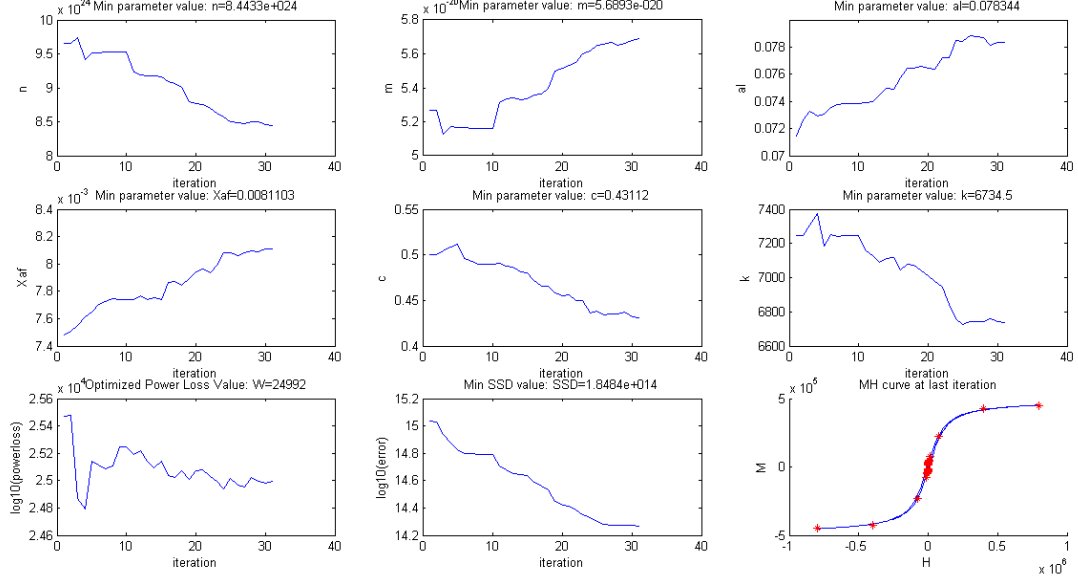 x 10^24 Min parameter value: n=8.4433e+024
10
9.5
9
8.5
8
n
0 10 20 30 40
iteration
x 10^-20 Min parameter value: m=5.6893e-020
5.8
5.6
5.4
5.2
5
m
0 10 20 30 40
iteration
Min parameter value: al=0.078344
0.078
0.076
0.074
0.072
0.07
al
0 10 20 30 40
iteration
x 10^-3 Min parameter value: Xaf=0.0081103
8.4
8.2
8
7.8
7.6
7.4
Xaf
0 10 20 30 40
iteration
Min parameter value: c=0.43112
0.55
0.5
0.45
0.4
c
0 10 20 30 40
iteration
Min parameter value: k=6734.5
7400
7200
7000
6800
6600
k
0 10 20 30 40
iteration
x 10^4 Optimized Power Loss Value: W=24992
2.56
2.54
2.52
2.5
2.48
2.46
log10(powerloss)
0 10 20 30 40
iteration
Min SSD value: SSD=1.8484e+014
15.2
15
14.8
14.6
14.4
14.2
log10(error)
0 10 20 30 40
iteration
x 10^5 MH curve at last iteration
5
0
-5
M
-1 -0.5 0 0.5 1
H
x 10^6